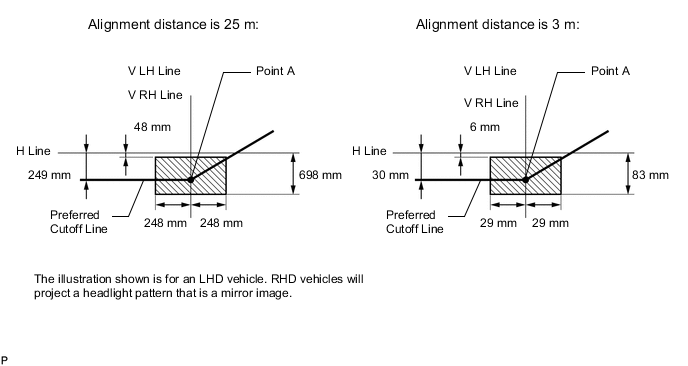 Alignment distance is 25 m:
V LH Line
Point A
V RH Line
48 mm
H Line
249 mm
698 mm
Preferred
Cutoff Line
248 mm
248 mm
Alignment distance is 3 m:
V LH Line
Point A
V RH Line
6 mm
H Line
30 mm
83 mm
Preferred
Cutoff Line
29 mm
29 mm
The illustration shown is for an LHD vehicle. RHD vehicles will
project a headlight pattern that is a mirror image.
P